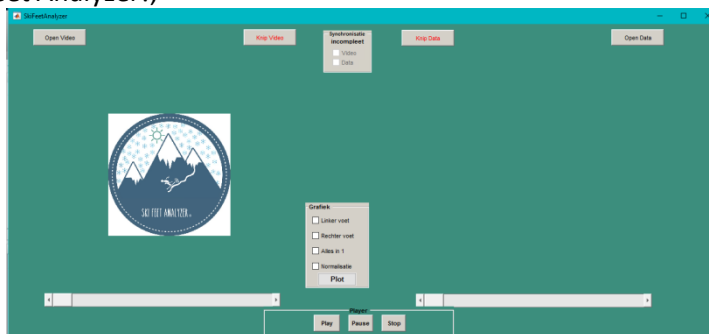 SkiFeetAnalyzer
Open Video
Knip Video
Synchronisatie
incompleet
Video
Data
Knip Data
Open Data
SKI FEET ANALYZER
Grafiek
Linker voet
Rechter voet
Alles in 1
Normalisatie
Plot
Player
Play Pause Stop